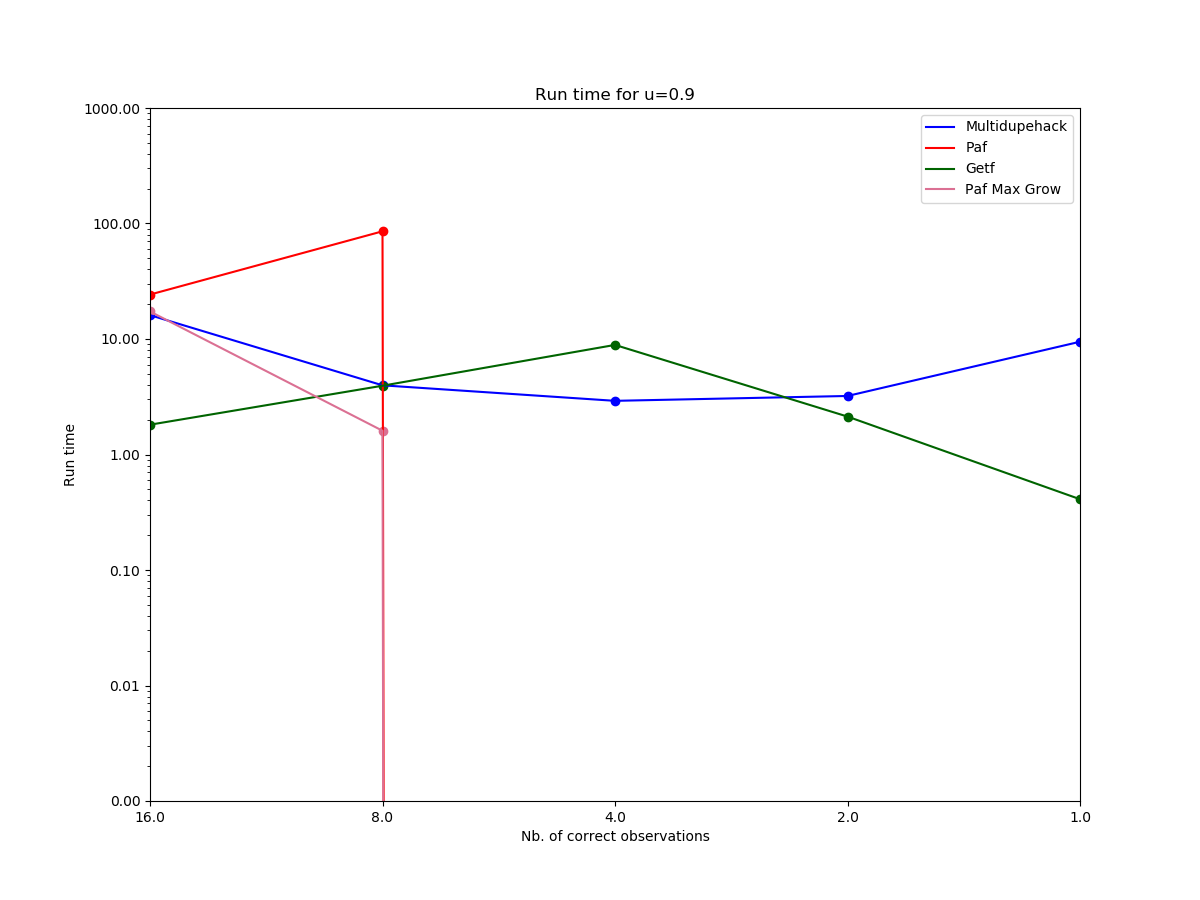 Run time for u=0.9
1000.00
100.00
10.00
1.00
0.10
0.01
0.00
Run time
Multidupehack
Paf
Getf
Paf Max Grow
16.0
8.0
4.0
2.0
1.0
Nb. of correct observations